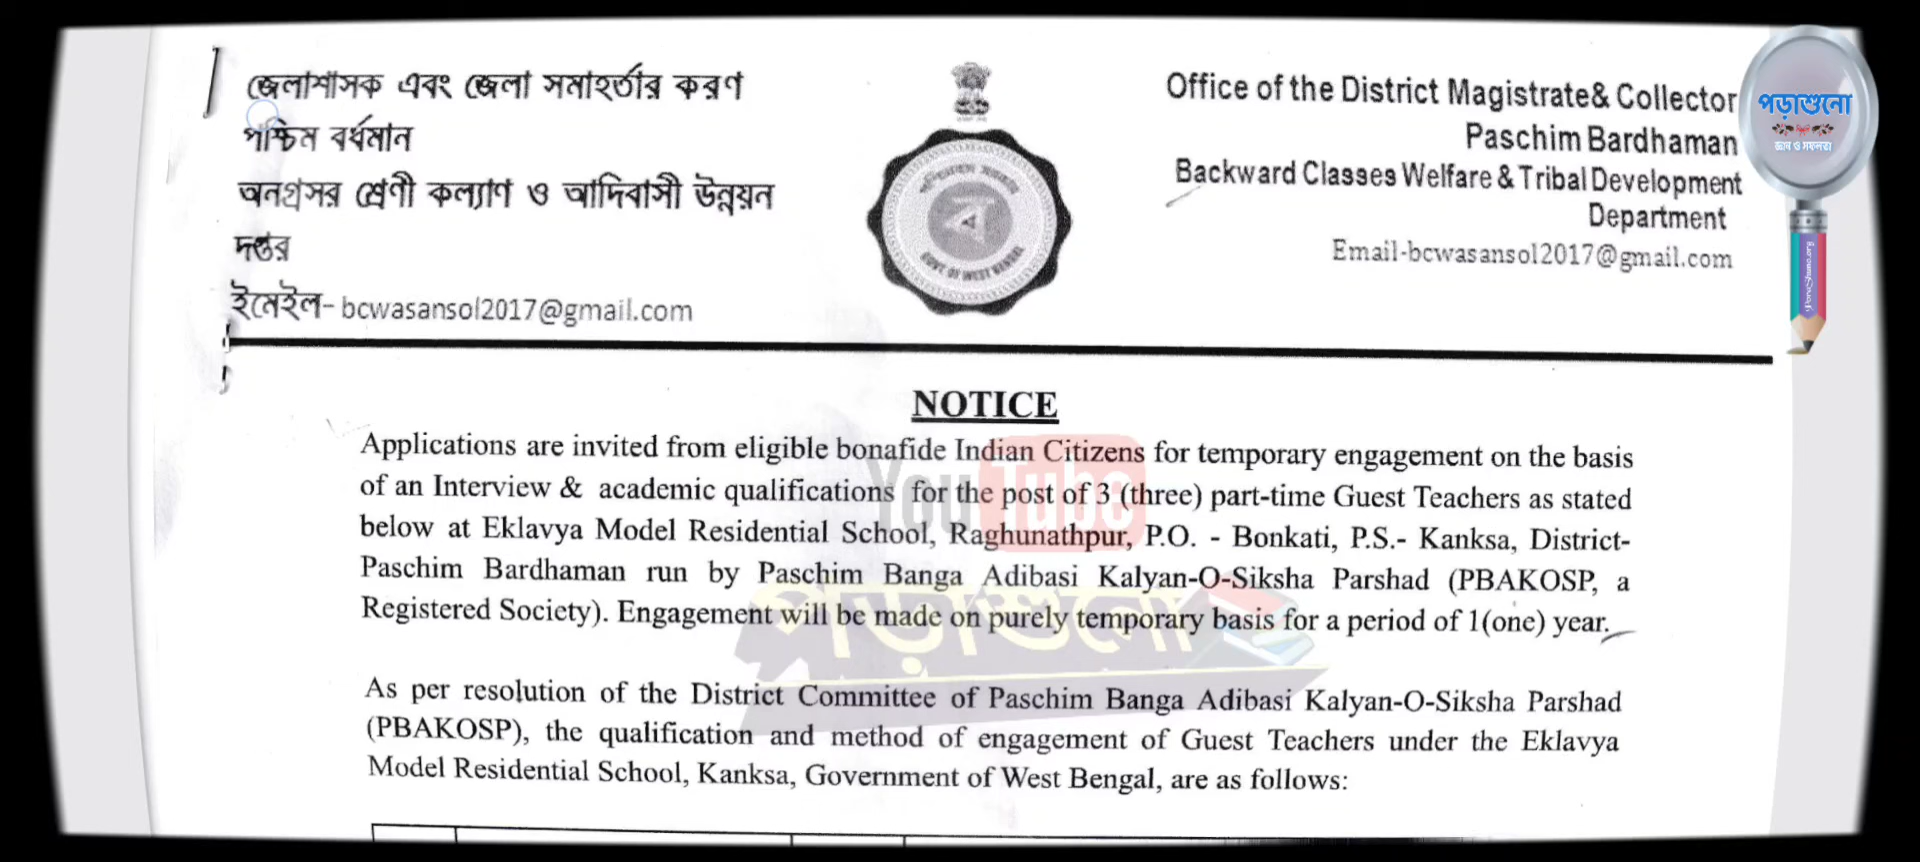 জেলাশাসক এবং জেলা সমাহর্তার করণ
পশ্চিম বর্ধমান
অনগ্রসর শ্রেণী কল্যাণ ও আদিবাসী উন্নয়ন
দপ্তর
ইমেইল- bcwasansol2017@gmail.com
GOVT. OF WEST BENGAL
Office of the District Magistrate& Collector
Paschim Bardhaman
Backward Classes Welfare & Tribal Development
Department
Email-bcwasansol2017@gmail.com
পড়াশুনো
জ্ঞান ও সফলতা
NOTICE
Applications are invited from eligible bonafide Indian Citizens for temporary engagement on the basis
of an Interview & academic qualifications for the post of 3 (three) part-time Guest Teachers as stated
below at Eklavya Model Residential School, Raghunathpur, P.O. - Bonkati, P.S.- Kanksa, District-
Paschim Bardhaman run by Paschim Banga Adibasi Kalyan-O-Siksha Parshad (PBAKOSP, a
Registered Society). Engagement will be made on purely temporary basis for a period of 1(one) year.
YouTube
পড়াশুনো
As per resolution of the District Committee of Paschim Banga Adibasi Kalyan-O-Siksha Parshad
(PBAKOSP), the qualification and method of engagement of Guest Teachers under the Eklavya
Model Residential School, Kanksa, Government of West Bengal, are as follows: